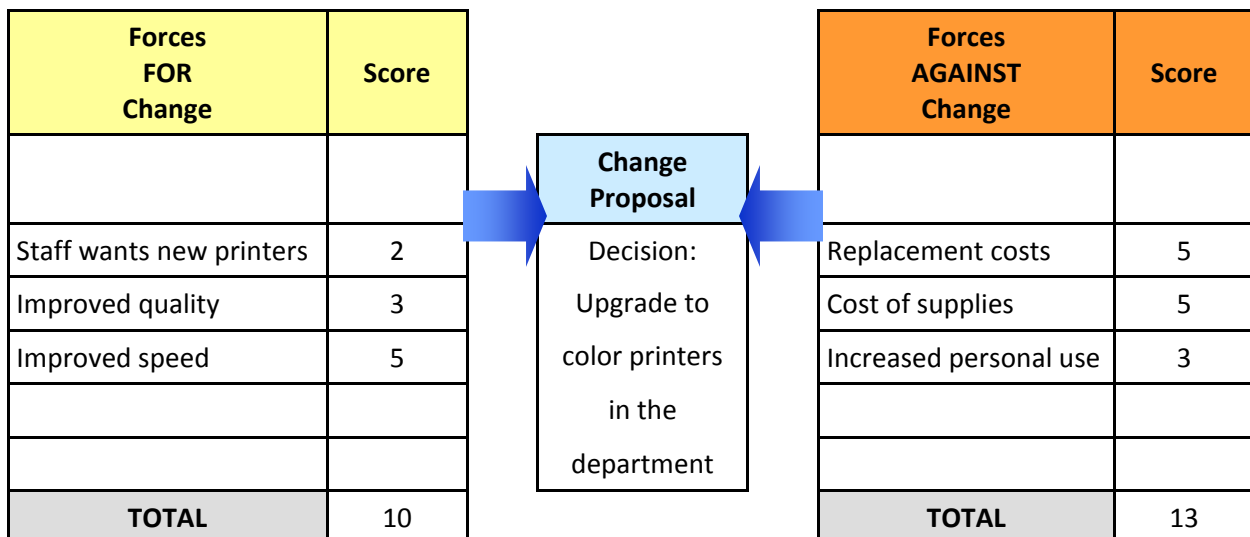 Forces
FOR
Change
Score
Staff wants new printers 2
Improved quality 3
Improved speed 5
TOTAL 10
Change
Proposal
Decision:
Upgrade to
color printers
in the
department
Forces
AGAINST
Change
Score
Replacement costs 5
Cost of supplies 5
Increased personal use 3
TOTAL 13